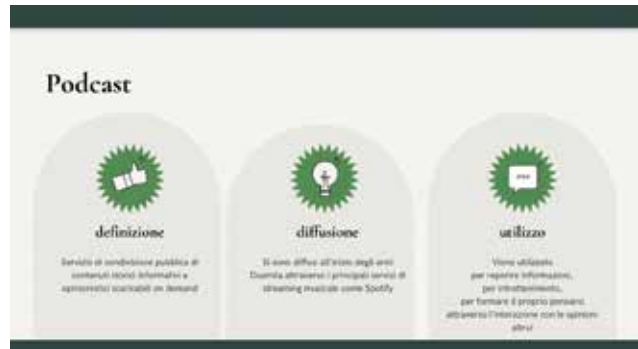 Podcast
definizione
Servizio di condivisione pubblica di
contenuti storici informativi e
opinionistici scaricabili on demand
diffusione
Si sono diffusi all'inizio degli anni
Duemila attraverso i principali servizi di
streaming musicale come Spotify
utilizzo
Viene utilizzato
per reperire informazioni,
per intrattenimento,
per formare il proprio pensiero
attraverso l'interazione con le opinioni
altrui